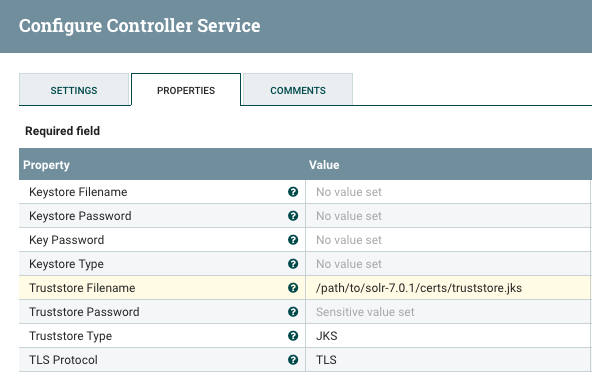 Configure Controller Service
SETTINGS PROPERTIES COMMENTS
Required field
Property Value
Keystore Filename ? No value set
Keystore Password ? No value set
Key Password ? No value set
Keystore Type ? No value set
Truststore Filename ? /path/to/solr-7.0.1/certs/truststore.jks
Truststore Password ? Sensitive value set
Truststore Type ? JKS
TLS Protocol ? TLS